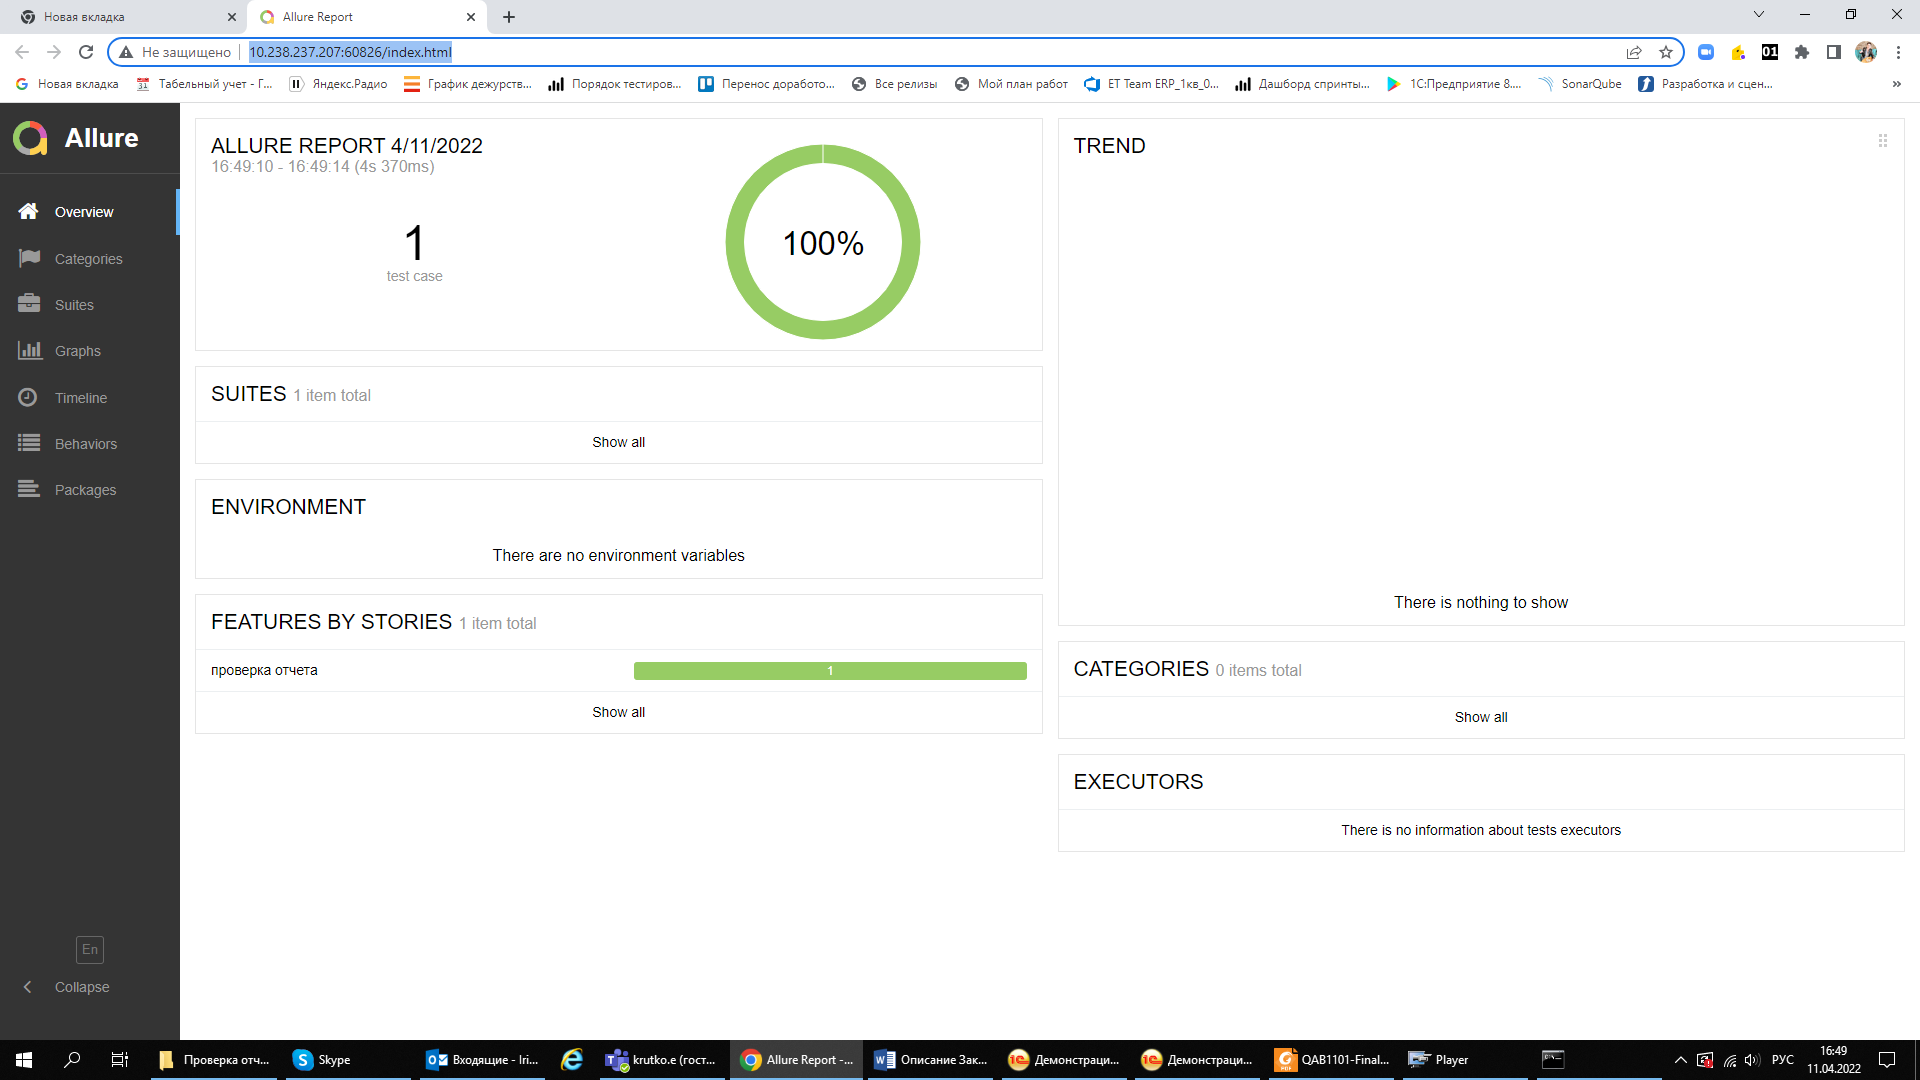 Новая вкладка
Allure Report
Не защищено
10.238.237.207:60826/index.html
01
Новая вкладка
Табельный учет - Г...
Яндекс.Радио
График дежурств...
Порядок тестиров...
Перенос доработо...
Все релизы
Мой план работ
ET Team ERP_1кв_0...
Дашборд спринты...
1С:Предприятие 8....
SonarQube
Разработка и сцен...
Allure
Overview
Categories
Suites
Graphs
Timeline
Behaviors
Packages
En
Collapse
ALLURE REPORT 4/11/2022
16:49:10 - 16:49:14 (4s 370ms)
1
test case
100%
SUITES 1 item total
Show all
ENVIRONMENT
There are no environment variables
FEATURES BY STORIES 1 item total
проверка отчета
1
Show all
TREND
There is nothing to show
CATEGORIES 0 items total
Show all
EXECUTORS
There is no information about tests executors
Проверка отч...
Skype
Входящие - Iri...
krutko.e (гост...
Allure Report -...
Описание Зак...
Демонстраци...
Демонстраци...
QAB1101-Final...
Player
РУС
16:49
11.04.2022